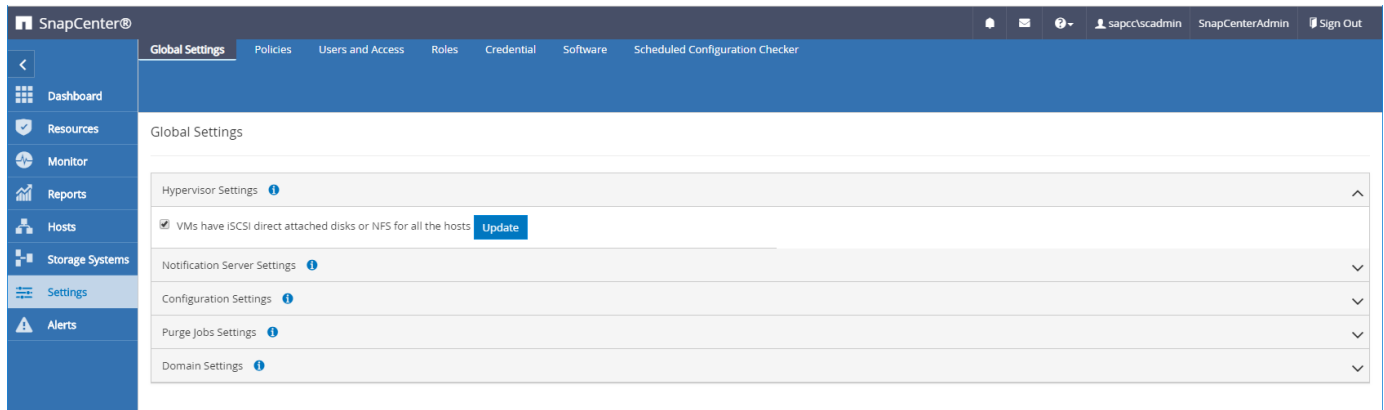 SnapCenter®
sapcc\scadmin SnapCenterAdmin Sign Out
Global Settings Policies Users and Access Roles Credential Software Scheduled Configuration Checker
Dashboard
Resources
Monitor
Reports
Hosts
Storage Systems
Settings
Alerts
Global Settings
Hypervisor Settings
VMs have iSCSI direct attached disks or NFS for all the hosts Update
Notification Server Settings
Configuration Settings
Purge Jobs Settings
Domain Settings